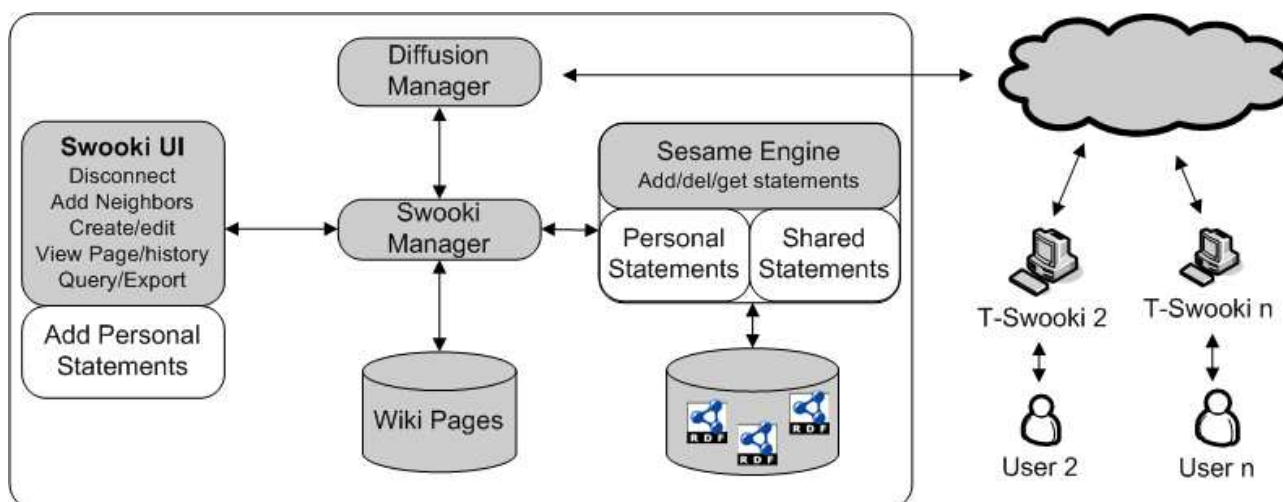 Diffusion
Manager
Swooki UI
Disconnect
Add Neighbors
Create/edit
View Page/history
Query/Export
Add Personal
Statements
Swooki
Manager
Sesame Engine
Add/del/get statements
Personal
Statements
Shared
Statements
Wiki Pages
RDF
RDF
RDF
T-Swooki 2
T-Swooki n
User 2
User n